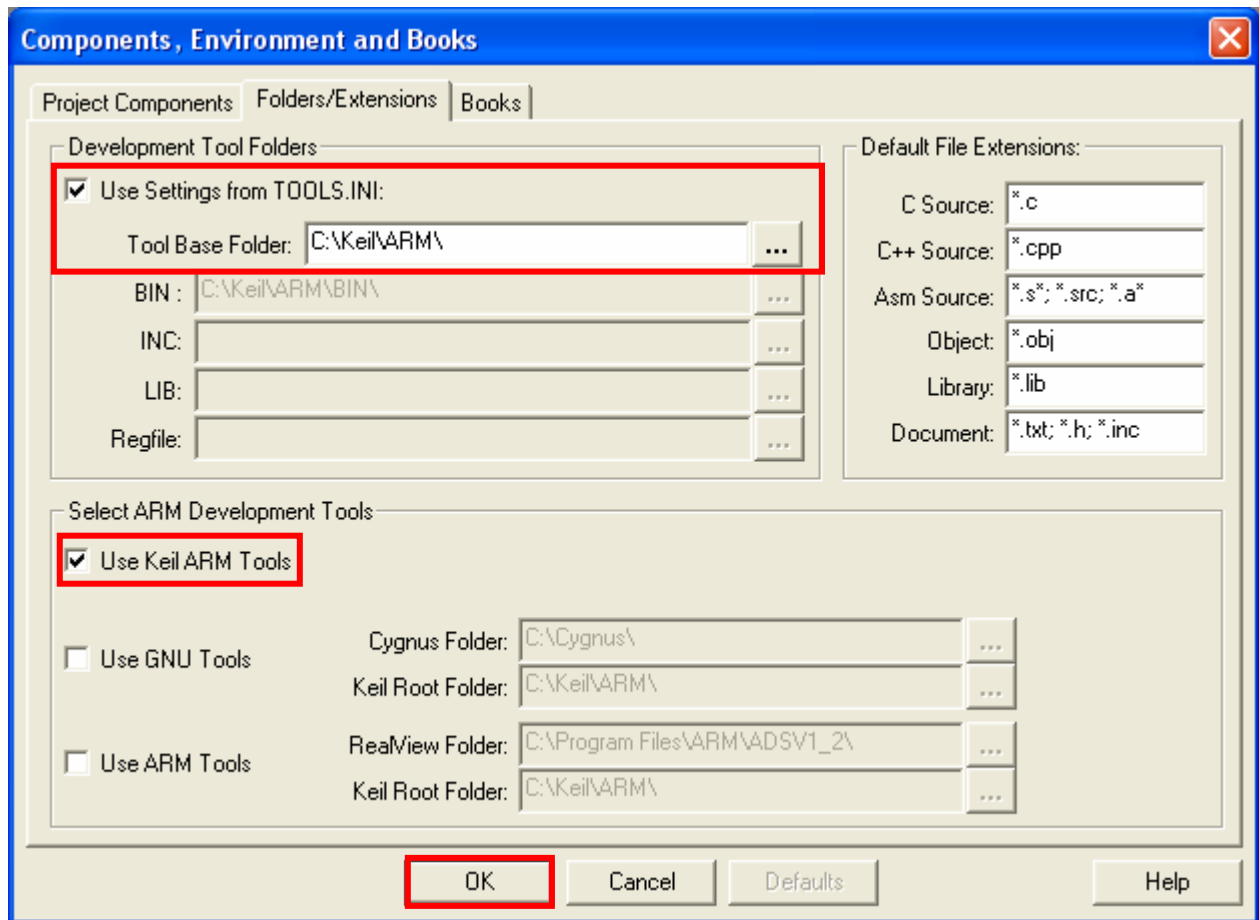 Components, Environment and Books
Project Components Folders/Extensions Books
Development Tool Folders
Use Settings from TOOLS.INI:
Tool Base Folder: C:\Keil\ARM\ ...
BIN : C:\Keil\ARM\BIN\ ...
INC: ...
LIB: ...
Regfile: ...
Default File Extensions:
C Source: *.c
C++ Source: *.cpp
Asm Source: *.s*; *.src; *.a*
Object: *.obj
Library: *.lib
Document: *.txt; *.h; *.inc
Select ARM Development Tools
Use Keil ARM Tools
Use GNU Tools
Cygnus Folder: C:\Cygnus\ ...
Keil Root Folder: C:\Keil\ARM\ ...
Use ARM Tools
RealView Folder: C:\Program Files\ARM\ADSV1_2\ ...
Keil Root Folder: C:\Keil\ARM\ ...
OK Cancel Defaults Help